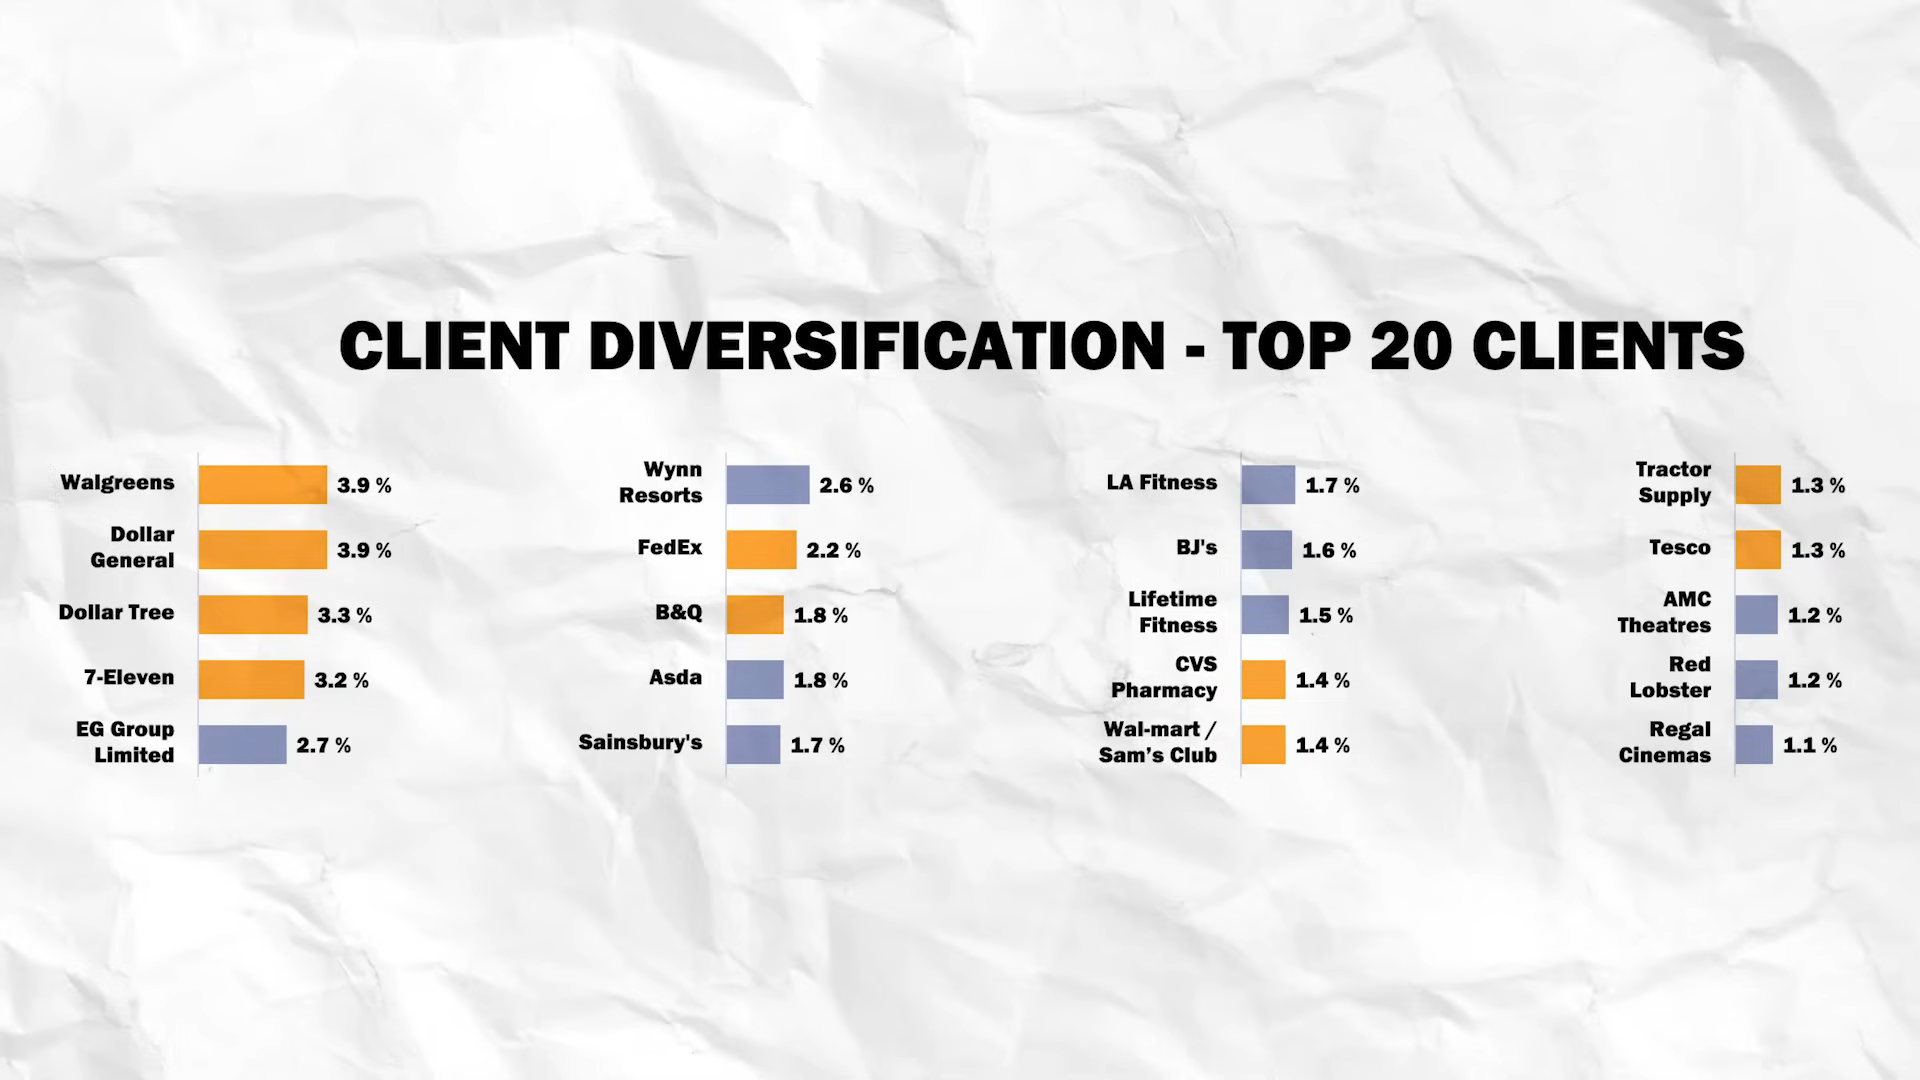 CLIENT DIVERSIFICATION - TOP 20 CLIENTS
Walgreens 3.9 %
Dollar
General 3.9 %
Dollar Tree 3.3 %
7-Eleven 3.2 %
EG Group
Limited 2.7 %
Wynn
Resorts 2.6 %
FedEx 2.2 %
B&Q 1.8 %
Asda 1.8 %
Sainsbury's 1.7 %
LA Fitness 1.7 %
BJ's 1.6 %
Lifetime
Fitness 1.5 %
CVS
Pharmacy 1.4 %
Wal-mart /
Sam’s Club 1.4 %
Tractor
Supply 1.3 %
Tesco 1.3 %
AMC
Theatres 1.2 %
Red
Lobster 1.2 %
Regal
Cinemas 1.1 %